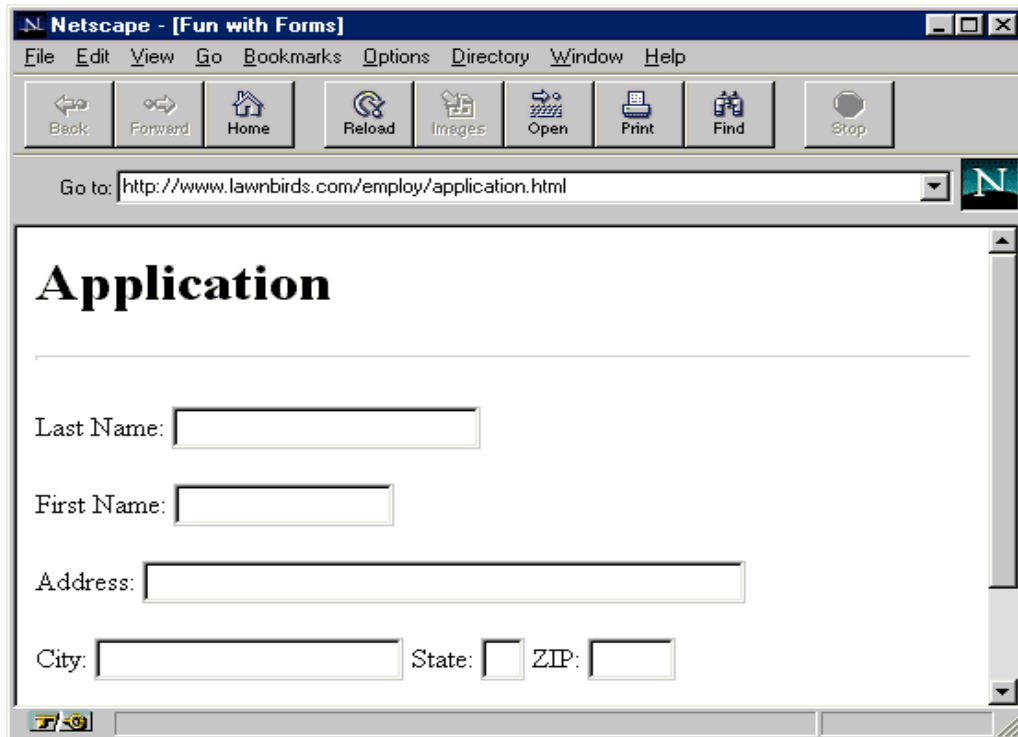 N Netscape - [Fun with Forms]
File Edit View Go Bookmarks Options Directory Window Help
Back Forward Home Reload Images Open Print Find Stop
Go to: http://www.lawnbirds.com/employ/application.html N
Application
Last Name:
First Name:
Address:
City: State: ZIP: